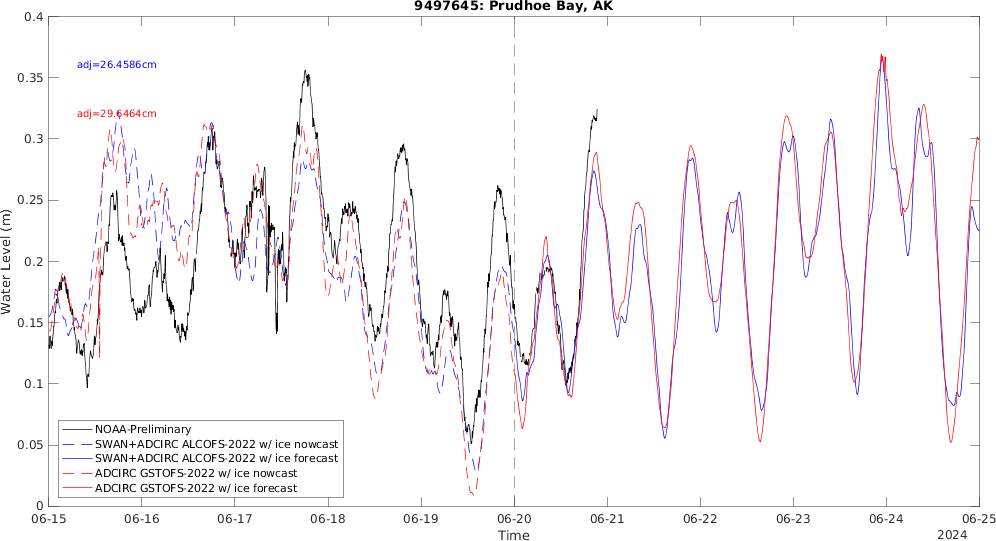 9497645: Prudhoe Bay, AK
0.4
0.35
0.3
0.25
0.2
0.15
0.1
0.05
0
Water Level (m)
adj=26.4586cm
adj=29.6464cm
NOAA-Preliminary
SWAN+ADCIRC ALCOFS-2022 w/ ice nowcast
SWAN+ADCIRC ALCOFS-2022 w/ ice forecast
ADCIRC GSTOFS-2022 w/ ice nowcast
ADCIRC GSTOFS-2022 w/ ice forecast
06-15 06-16 06-17 06-18 06-19 06-20 06-21 06-22 06-23 06-24 06-25
Time
2024